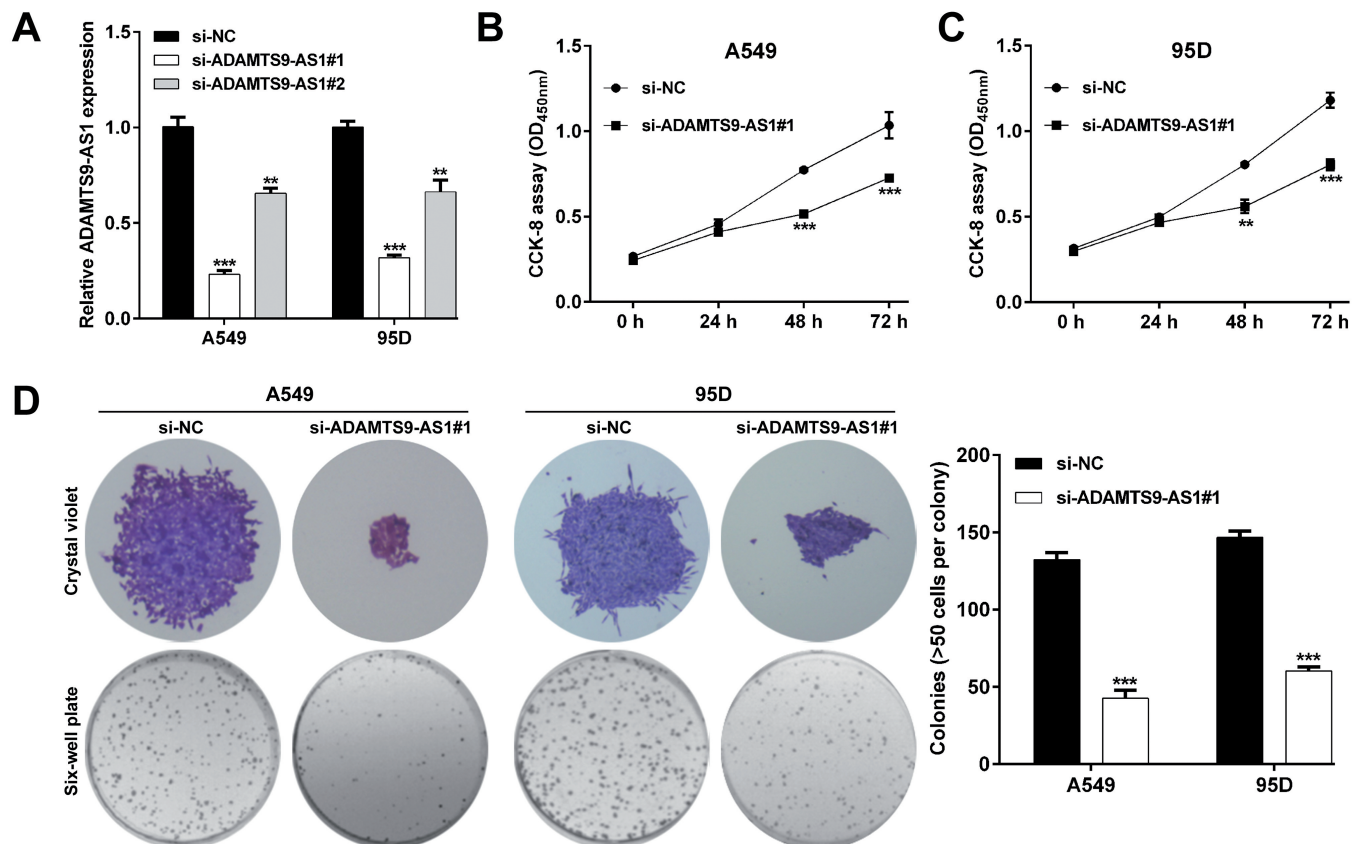 A
Relative ADAMTS9-AS1 expression
1.5
1.0
0.5
0.0
si-NC
si-ADAMTS9-AS1#1
si-ADAMTS9-AS1#2
***
**
***
**
A549
95D
B
A549
CCK-8 assay (OD450nm)
1.5
1.0
0.5
0.0
si-NC
si-ADAMTS9-AS1#1
***
***
0 h
24 h
48 h
72 h
C
95D
CCK-8 assay (OD450nm)
1.5
1.0
0.5
0.0
si-NC
si-ADAMTS9-AS1#1
**
***
0 h
24 h
48 h
72 h
D
A549
95D
si-NC
si-ADAMTS9-AS1#1
si-NC
si-ADAMTS9-AS1#1
Crystal violet
Six-well plate
Colonies (>50 cells per colony)
200
150
100
50
0
si-NC
si-ADAMTS9-AS1#1
***
***
A549
95D